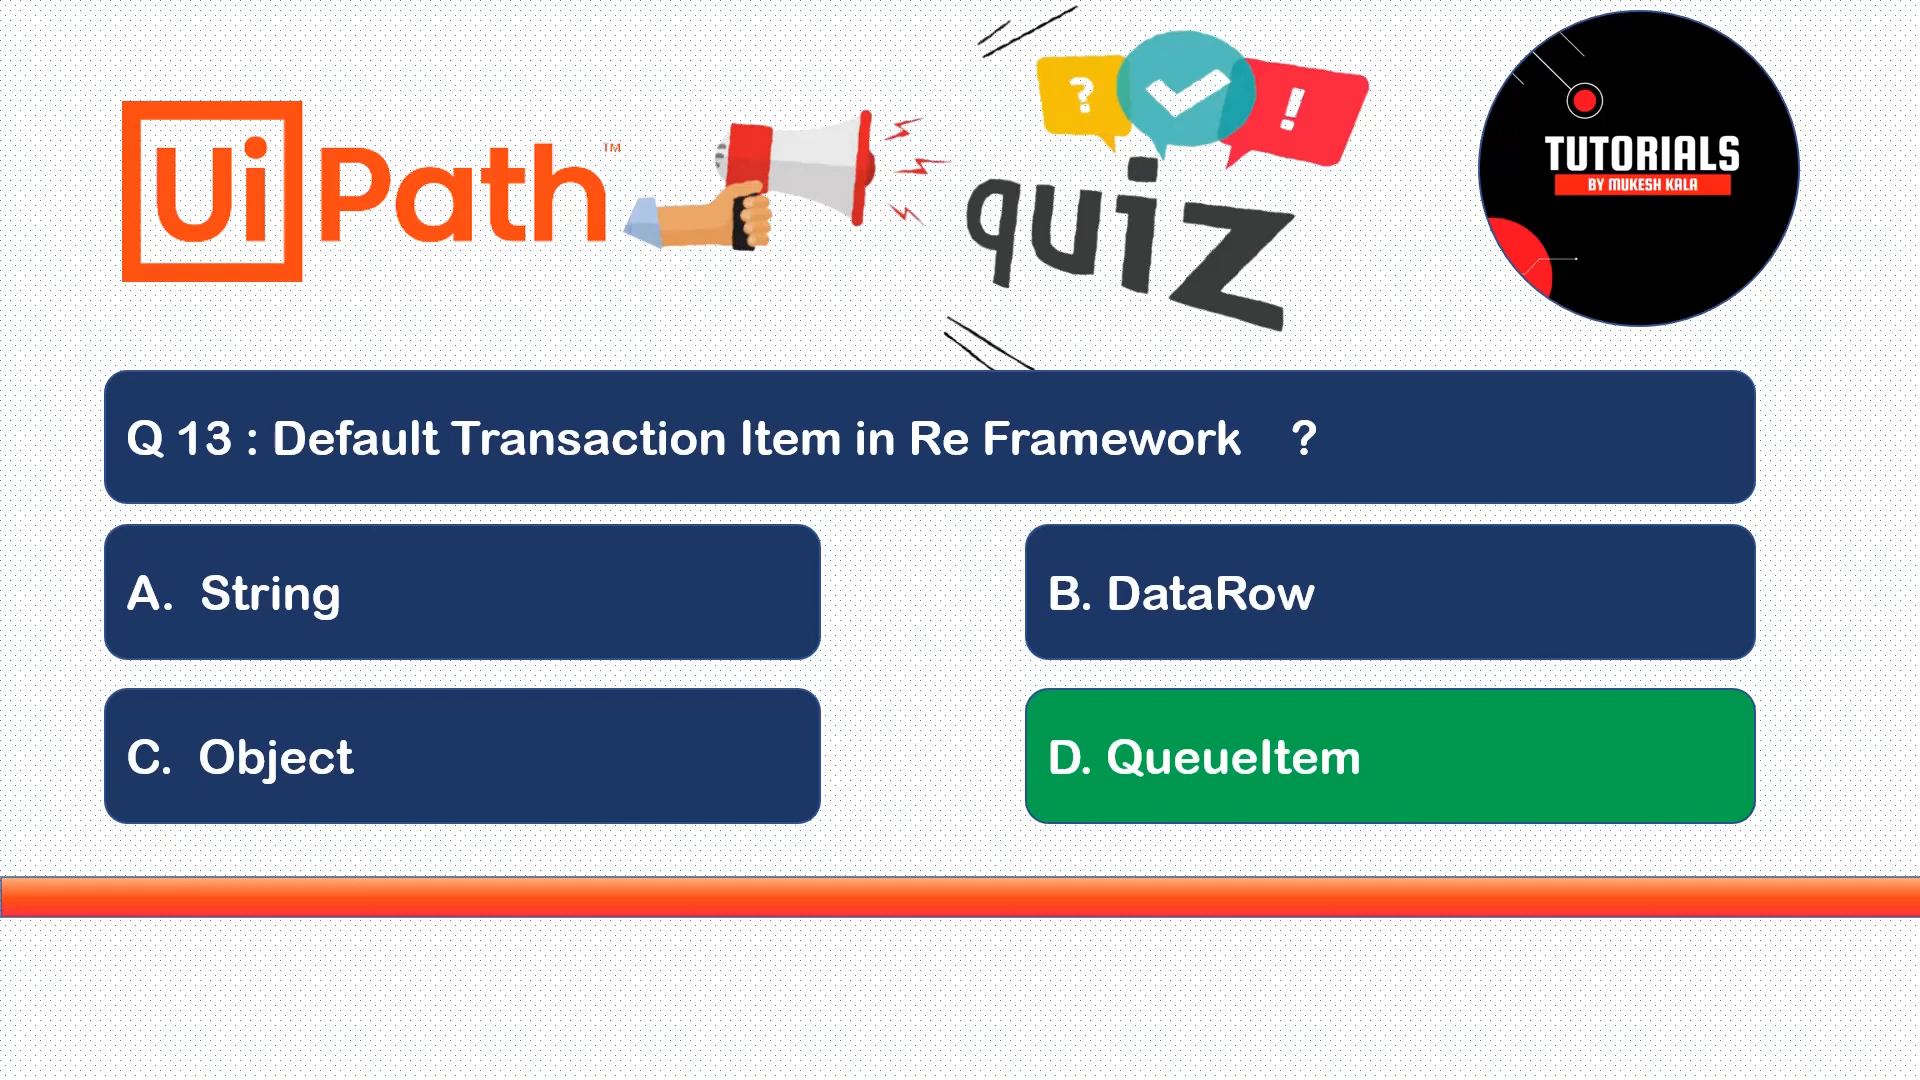 UiPath™
? !
quiz
TUTORIALS
BY MUKESH KALA
Q 13 : Default Transaction Item in Re Framework ?
A. String
B. DataRow
C. Object
D. QueueItem